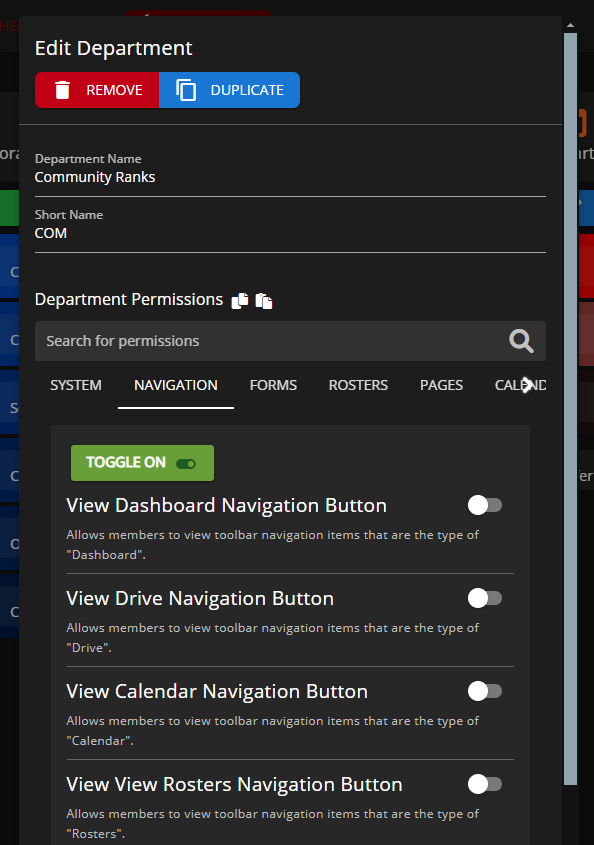 Edit Department
REMOVE
DUPLICATE
Department Name
Community Ranks
Short Name
COM
Department Permissions
Search for permissions
SYSTEM NAVIGATION FORMS ROSTERS PAGES
TOGGLE ON
View Dashboard Navigation Button
Allows members to view toolbar navigation items that are the type of
"Dashboard".
View Drive Navigation Button
Allows members to view toolbar navigation items that are the type of
"Drive".
View Calendar Navigation Button
Allows members to view toolbar navigation items that are the type of
"Calendar".
View View Rosters Navigation Button
Allows members to view toolbar navigation items that are the type of
"Rosters".